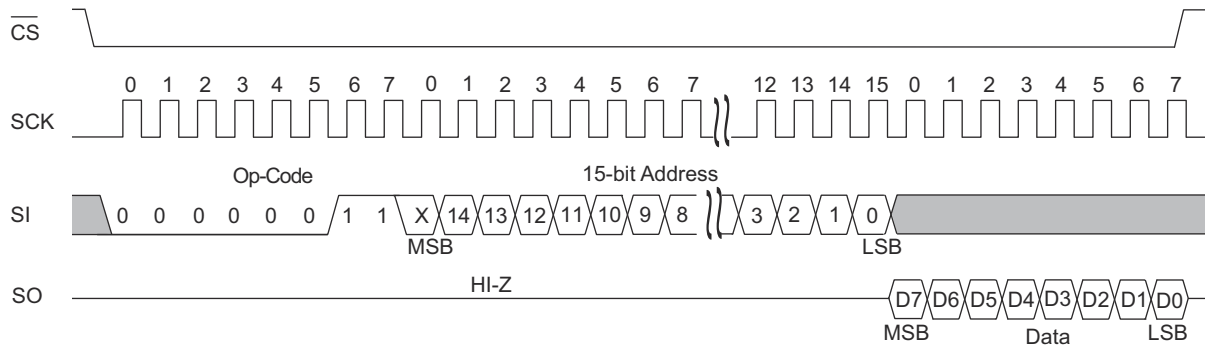 CS
0 1 2 3 4 5 6 7 0 1 2 3 4 5 6 7 12 13 14 15 0 1 2 3 4 5 6 7
SCK
Op-Code 15-bit Address
SI 0 0 0 0 0 0 1 1 X 14 13 12 11 10 9 8 3 2 1 0
MSB LSB
HI-Z
SO D7 D6 D5 D4 D3 D2 D1 D0
MSB Data LSB